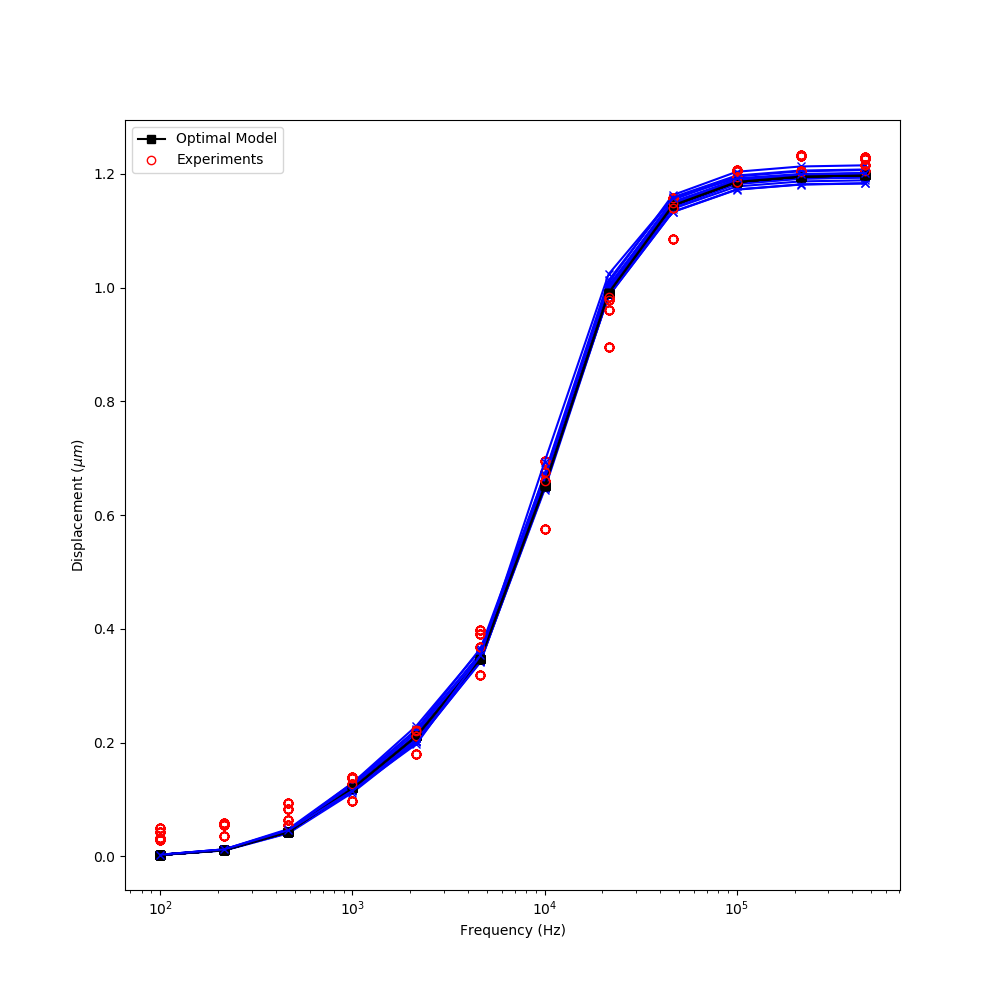 Optimal Model
Experiments
1.2
1.0
0.8
0.6
0.4
0.2
0.0
Displacement (μm)
10²
10³
10⁴
10⁵
Frequency (Hz)